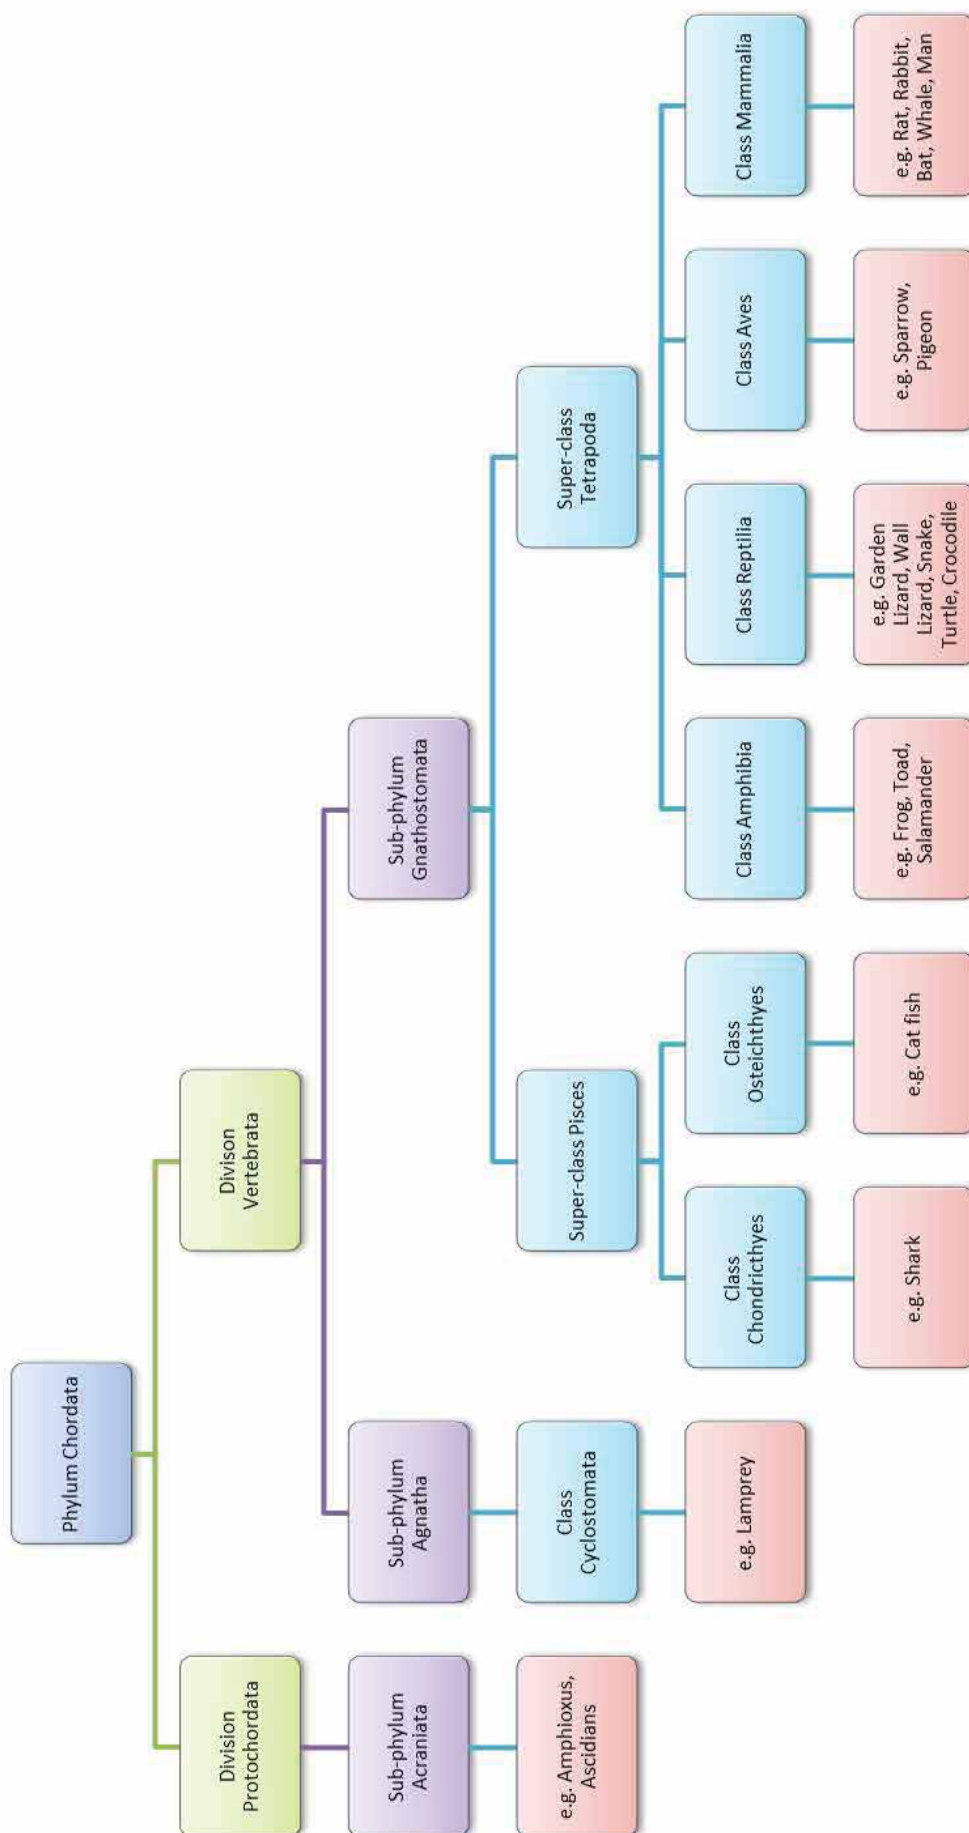 Phylum Chordata
Division
Protochordata
Divison
Vertebrata
Sub-phylum
Acraniata
Sub-phylum
Agnatha
Sub-phylum
Gnathostomata
e.g. Amphioxus,
Ascidians
Class
Cyclostomata
Super-class Pisces
Super-class
Tetrapoda
e.g. Lamprey
Class
Chondricthyes
Class
Osteichthyes
Class Amphibia
Class Reptilia
Class Aves
Class Mammalia
e.g. Shark
e.g. Cat fish
e.g. Frog, Toad,
Salamander
e.g. Garden
Lizard, Wall
Lizard, Snake,
Turtle, Crocodile
e.g. Sparrow,
Pigeon
e.g. Rat, Rabbit,
Bat, Whale, Man